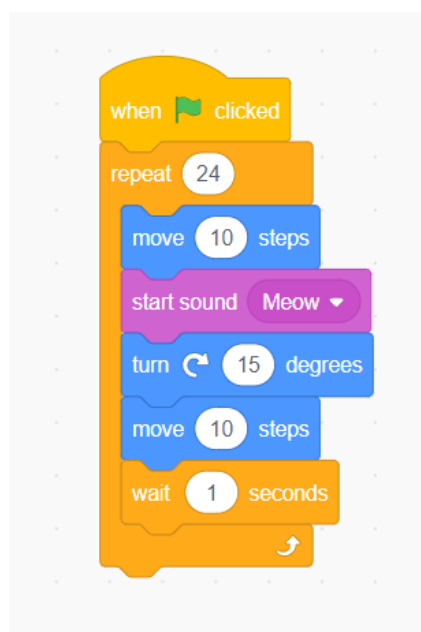 when clicked
repeat 24
move 10 steps
start sound Meow
turn 15 degrees
move 10 steps
wait 1 seconds